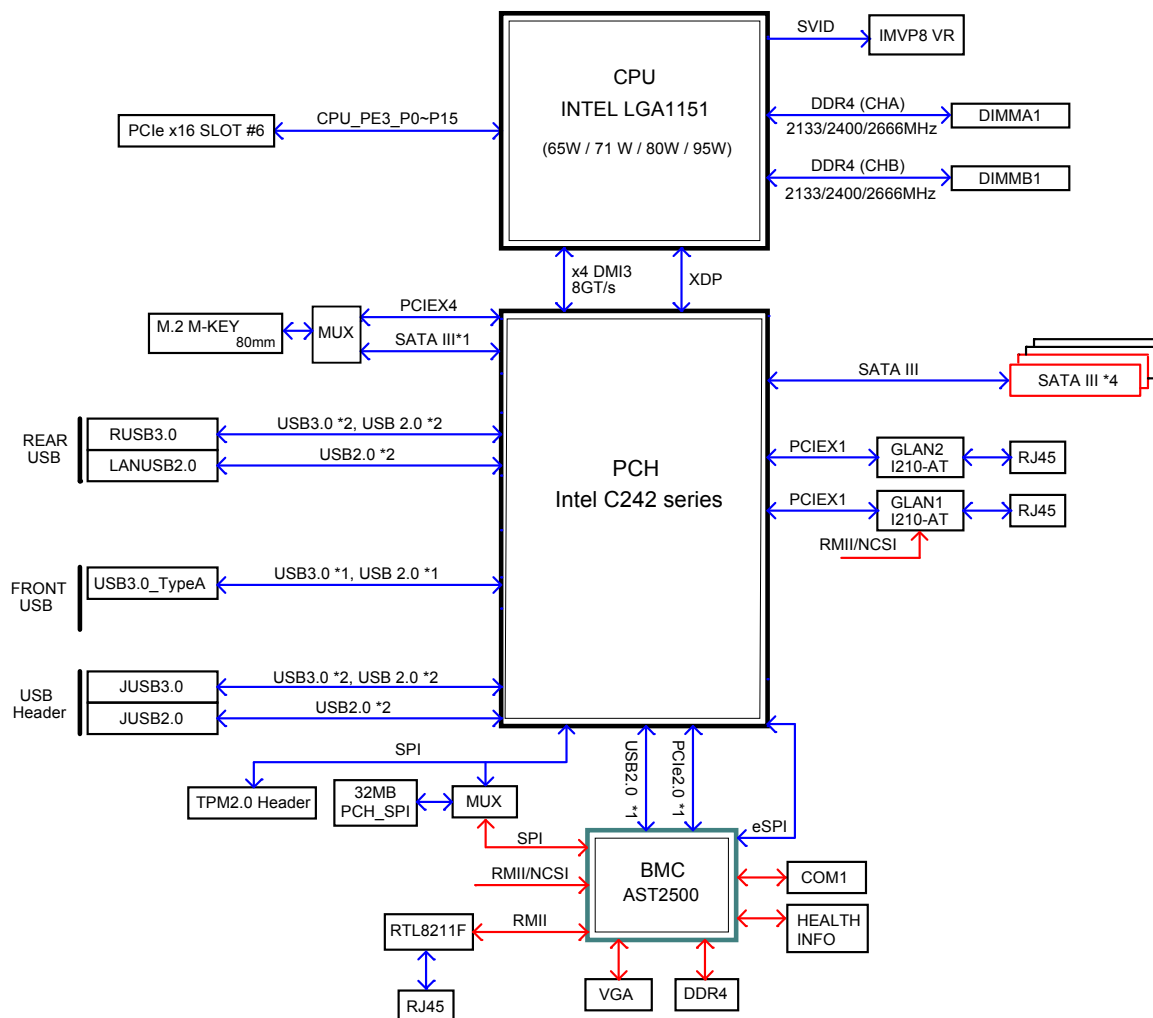 SVID
IMVP8 VR
CPU
INTEL LGA1151
(65W / 71 W / 80W / 95W)
PCIe x16 SLOT #6
CPU_PE3_P0~P15
DDR4 (CHA)
2133/2400/2666MHz
DIMMA1
DDR4 (CHB)
2133/2400/2666MHz
DIMMB1
x4 DMI3
8GT/s
XDP
M.2 M-KEY
80mm
MUX
PCIEX4
SATA III*1
PCH
Intel C242 series
SATA III
SATA III *4
REAR
USB
RUSB3.0
USB3.0 *2, USB 2.0 *2
LANUSB2.0
USB2.0 *2
PCIEX1
GLAN2
I210-AT
RJ45
PCIEX1
GLAN1
I210-AT
RJ45
RMII/NCSI
FRONT
USB
USB3.0_TypeA
USB3.0 *1, USB 2.0 *1
USB
Header
JUSB3.0
USB3.0 *2, USB 2.0 *2
JUSB2.0
USB2.0 *2
SPI
TPM2.0 Header
32MB
PCH_SPI
MUX
USB2.0 *1
PCIe2.0 *1
eSPI
SPI
RMII/NCSI
BMC
AST2500
COM1
HEALTH
INFO
RTL8211F
RMII
RJ45
VGA
DDR4